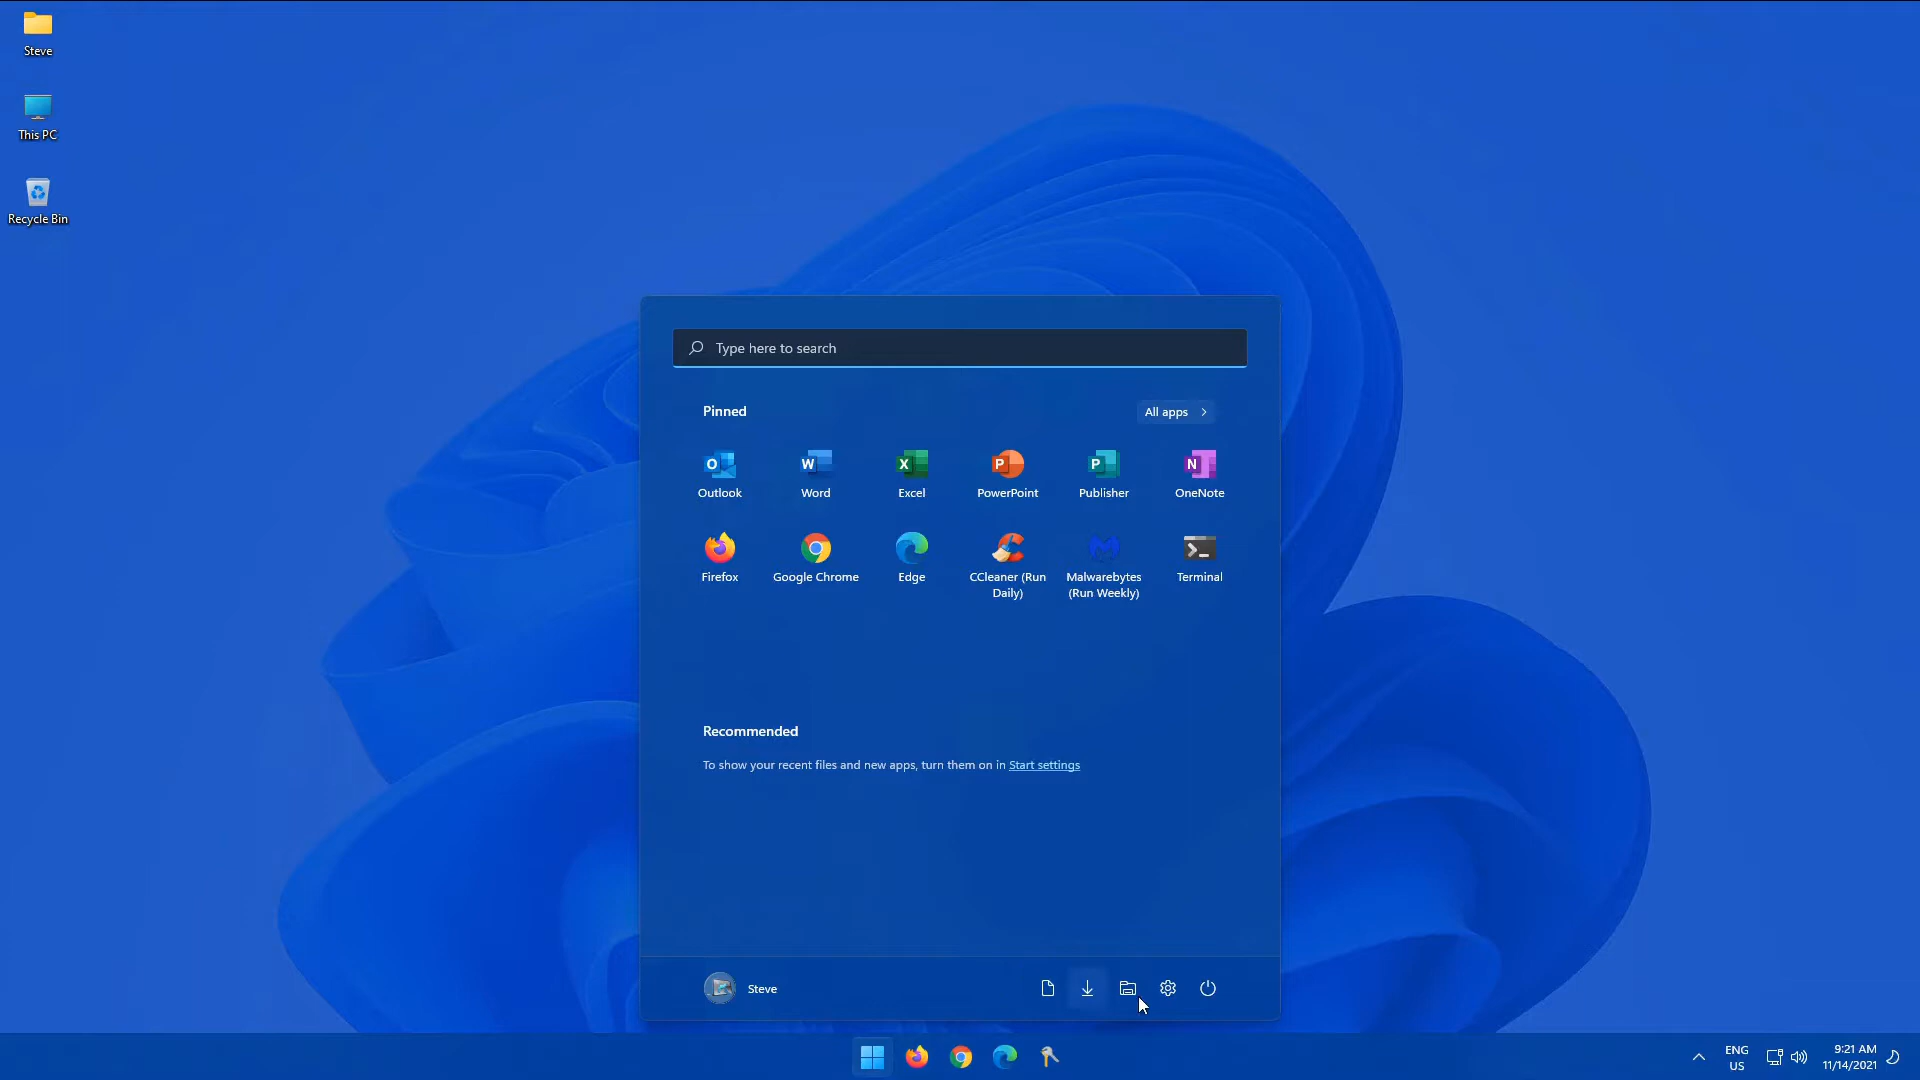 Steve
This PC
Recycle Bin
Type here to search
Pinned
All apps
Outlook
Word
Excel
PowerPoint
Publisher
OneNote
Firefox
Google Chrome
Edge
CCleaner (Run
Daily)
Malwarebytes
(Run Weekly)
Terminal
Recommended
To show your recent files and new apps, turn them on in Start settings
Steve
ENG
US
9:21 AM
11/14/2021